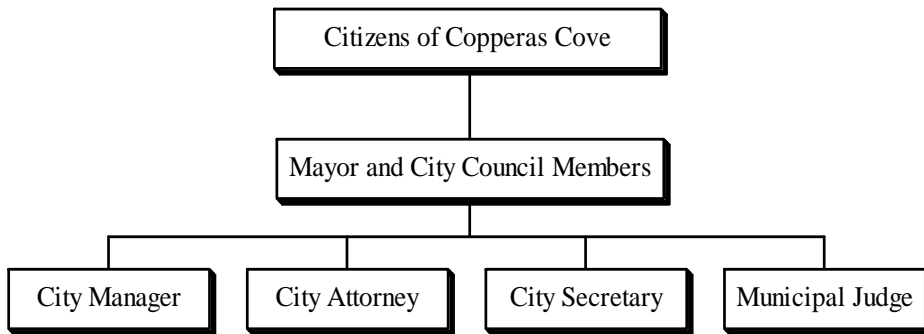 Citizens of Copperas Cove
Mayor and City Council Members
City Manager
City Attorney
City Secretary
Municipal Judge